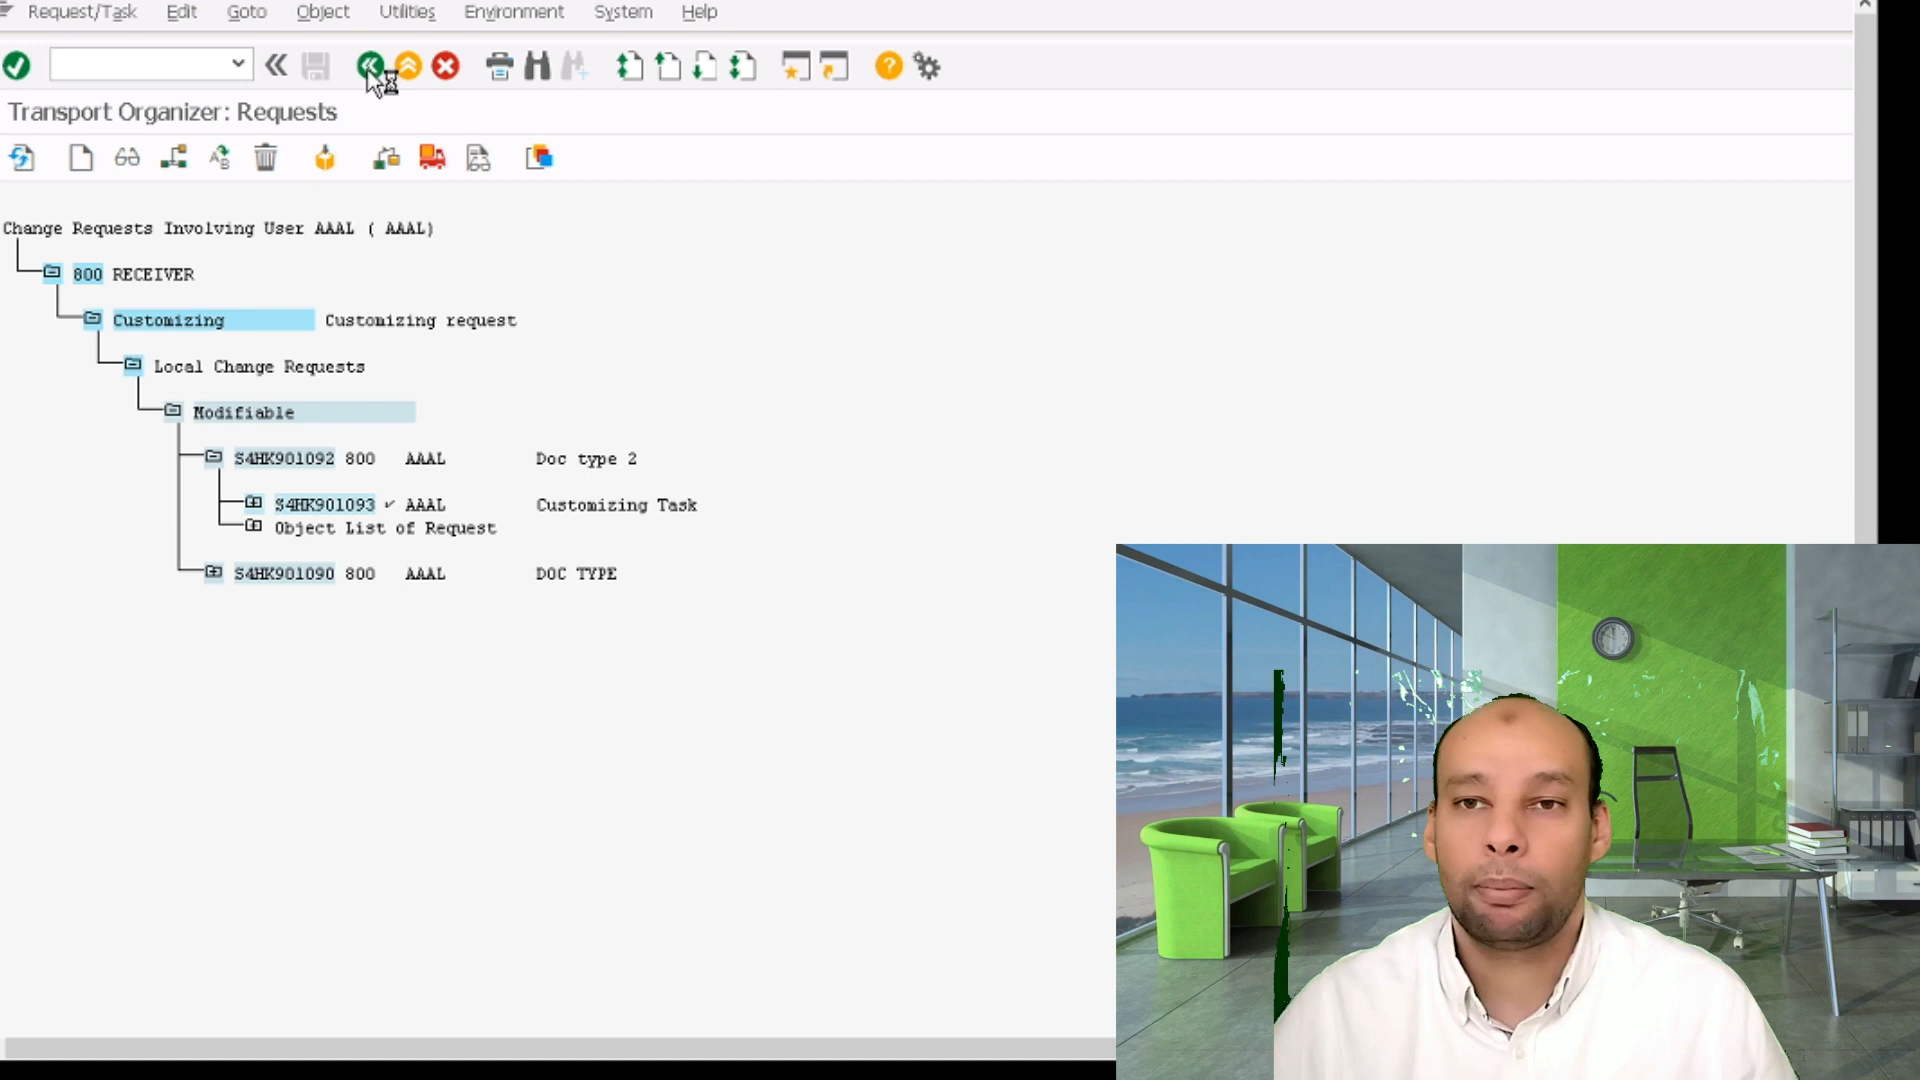 Request/Task Edit Goto Object Utilities Environment System Help
Transport Organizer: Requests
Change Requests Involving User AAAL ( AAAL)
800 RECEIVER
Customizing Customizing request
Local Change Requests
Modifiable
S4HK901092 800 AAAL Doc type 2
S4HK901093 ✓ AAAL Customizing Task
Object List of Request
S4HK901090 800 AAAL DOC TYPE